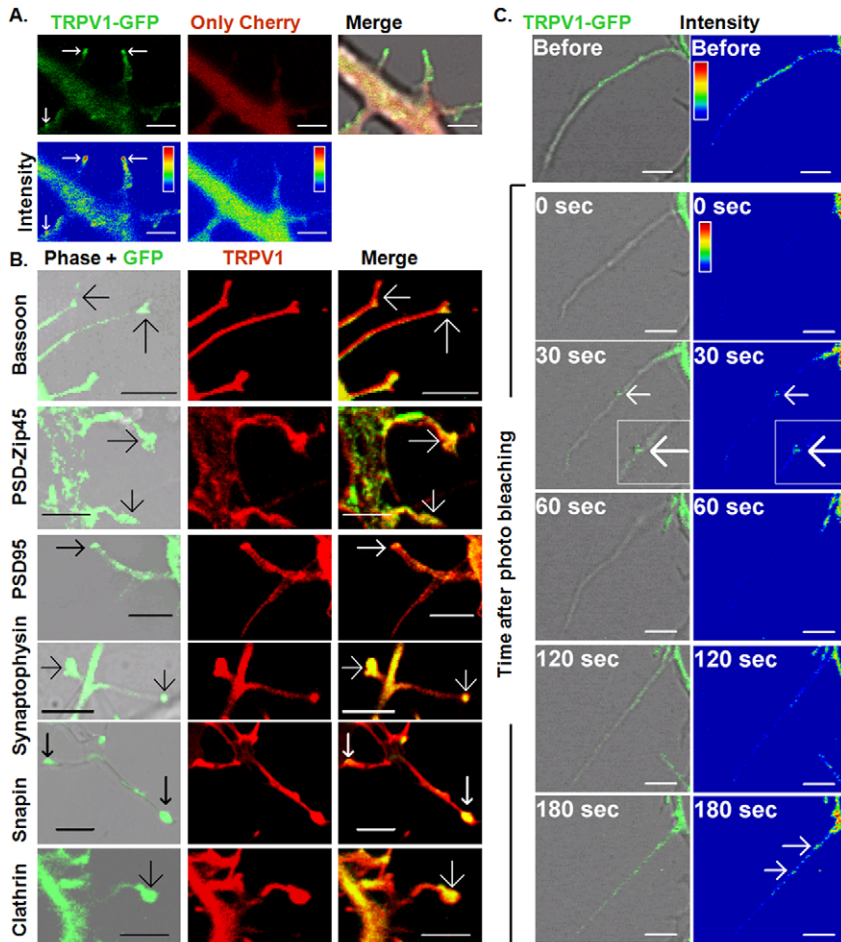 A.
TRPV1-GFP
Only Cherry
Merge
Intensity
B.
Phase + GFP
TRPV1
Merge
Bassoon
PSD-Zip45
PSD95
Synaptophysin
Snapin
Clathrin
C.
TRPV1-GFP
Intensity
Before
Before
Time after photo bleaching
0 sec
0 sec
30 sec
30 sec
60 sec
60 sec
120 sec
120 sec
180 sec
180 sec